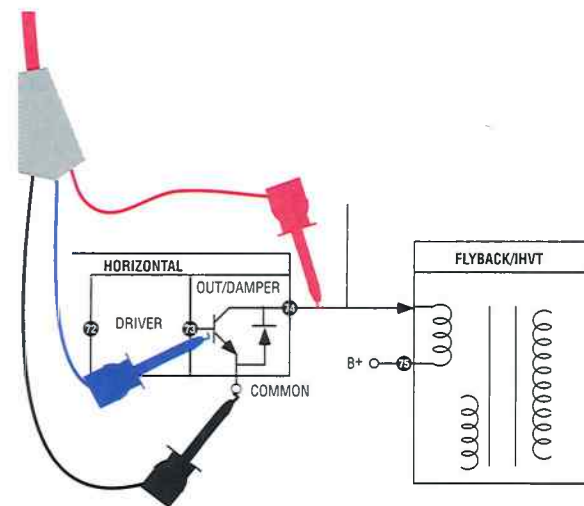 HORIZONTAL
FLYBACK/IHVT
OUT/DAMPER
72
DRIVER
73
74
B+
75
COMMON